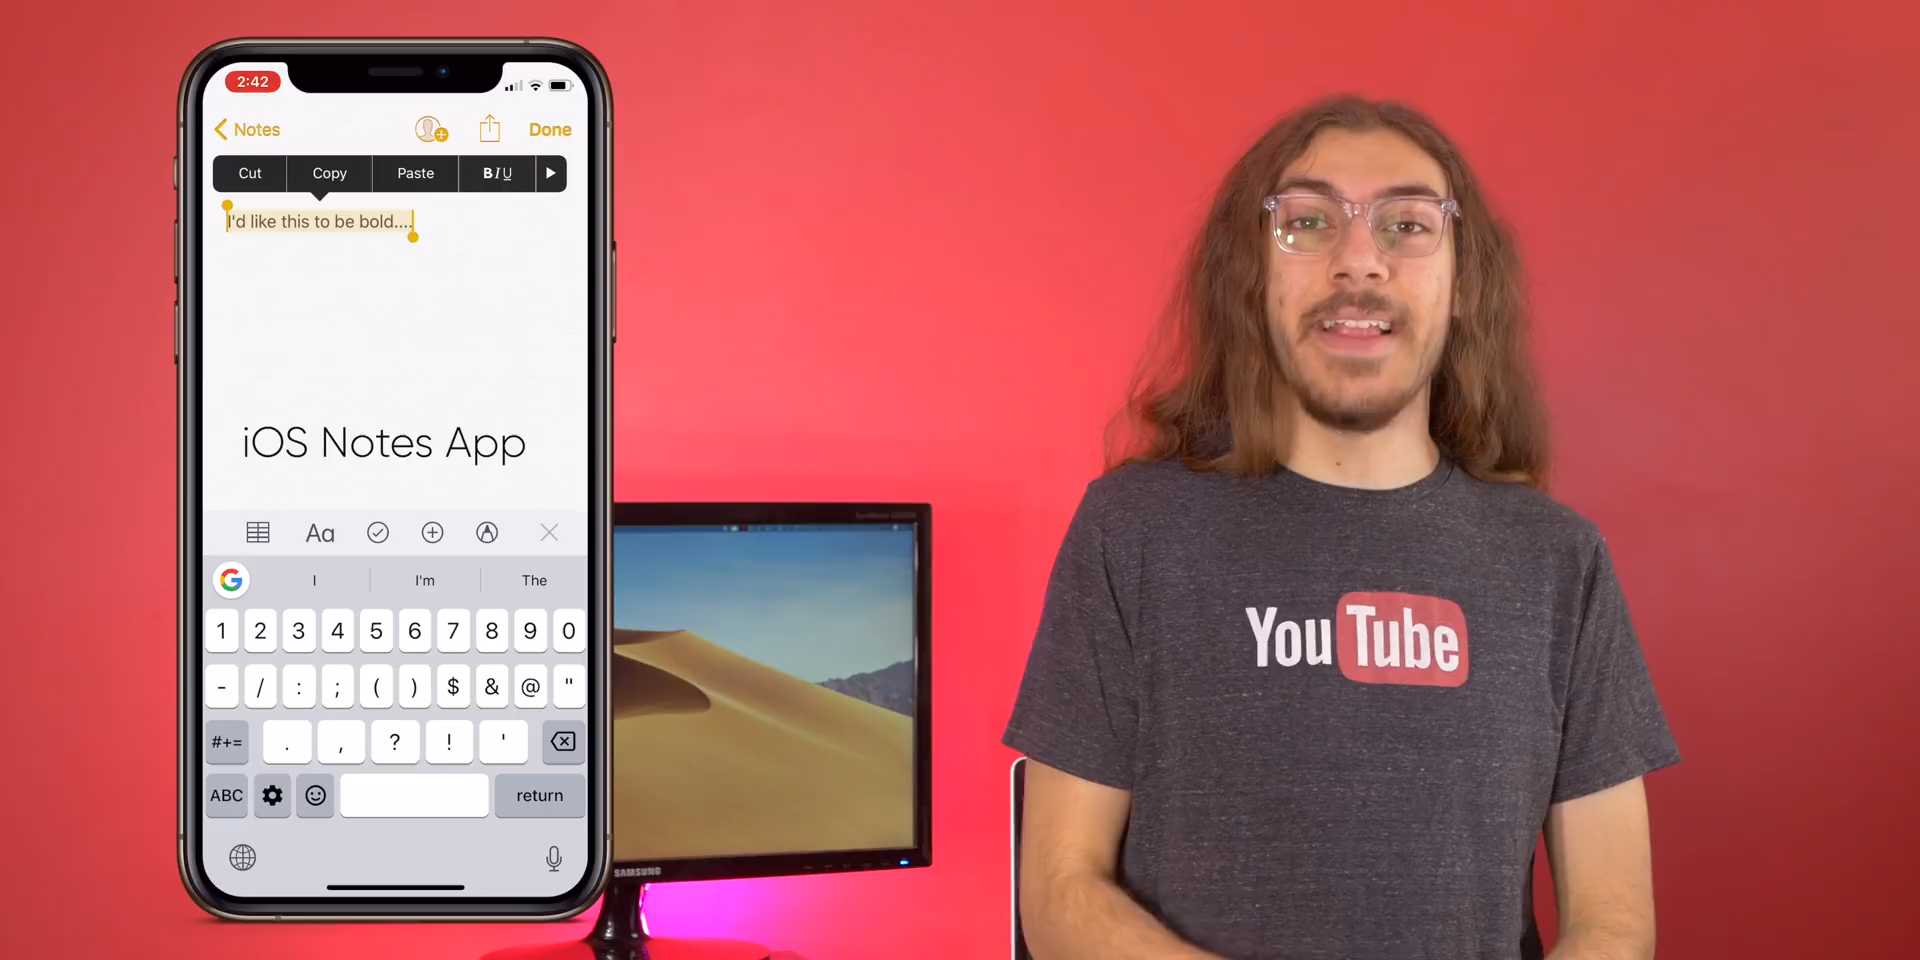 2:42
Notes Done
Cut Copy Paste BIU
I'd like this to be bold....
iOS Notes App
Aa
G I I'm The
1 2 3 4 5 6 7 8 9 0
- / : ; ( ) $ & @ "
#+= . , ? ! '
ABC return
SAMSUNG
YouTube